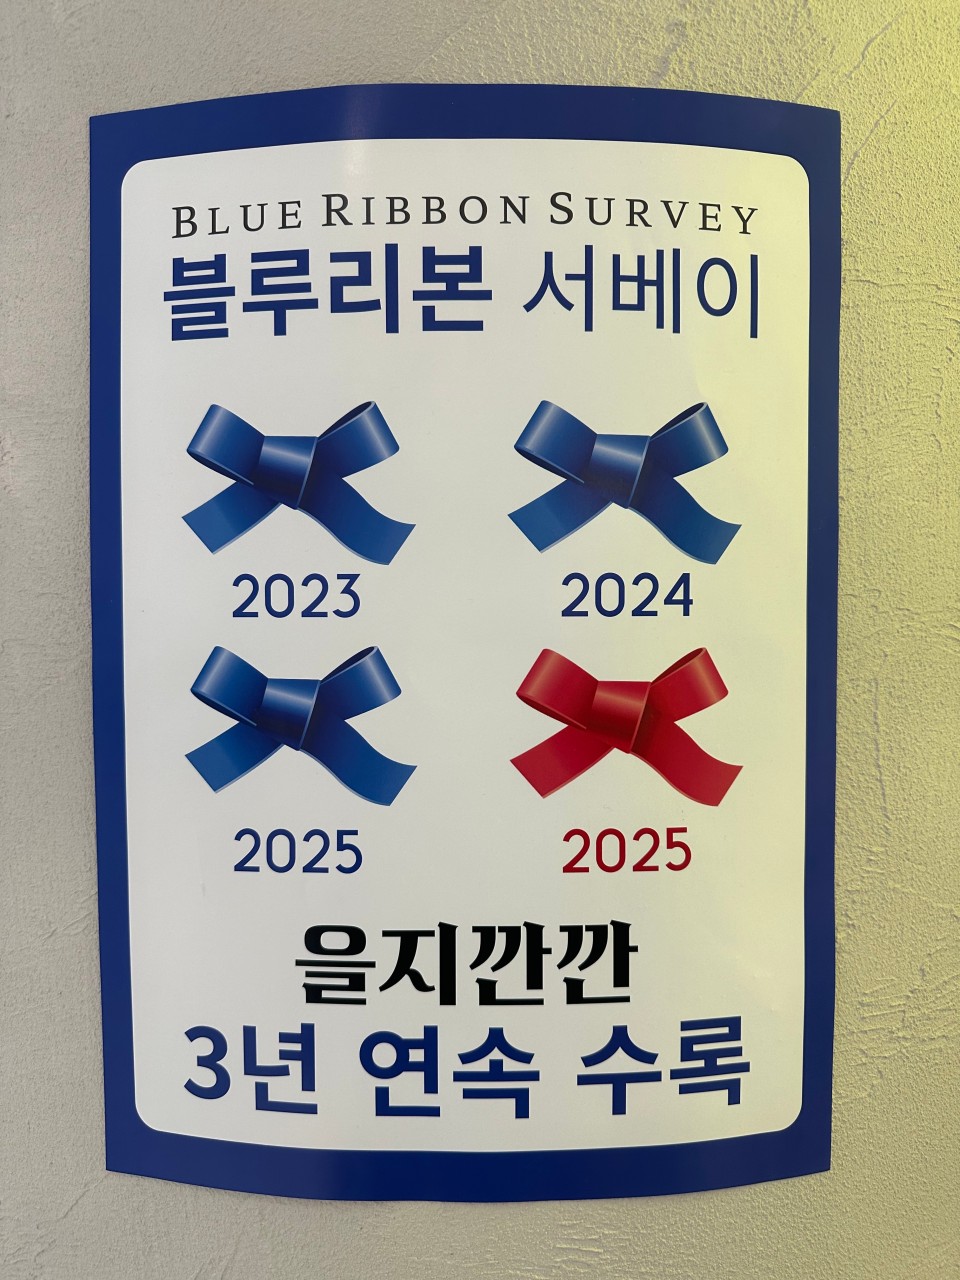 BLUE RIBBON SURVEY
블루리본 서베이
2023 2024
2025 2025
을지깐깐
3년 연속 수록